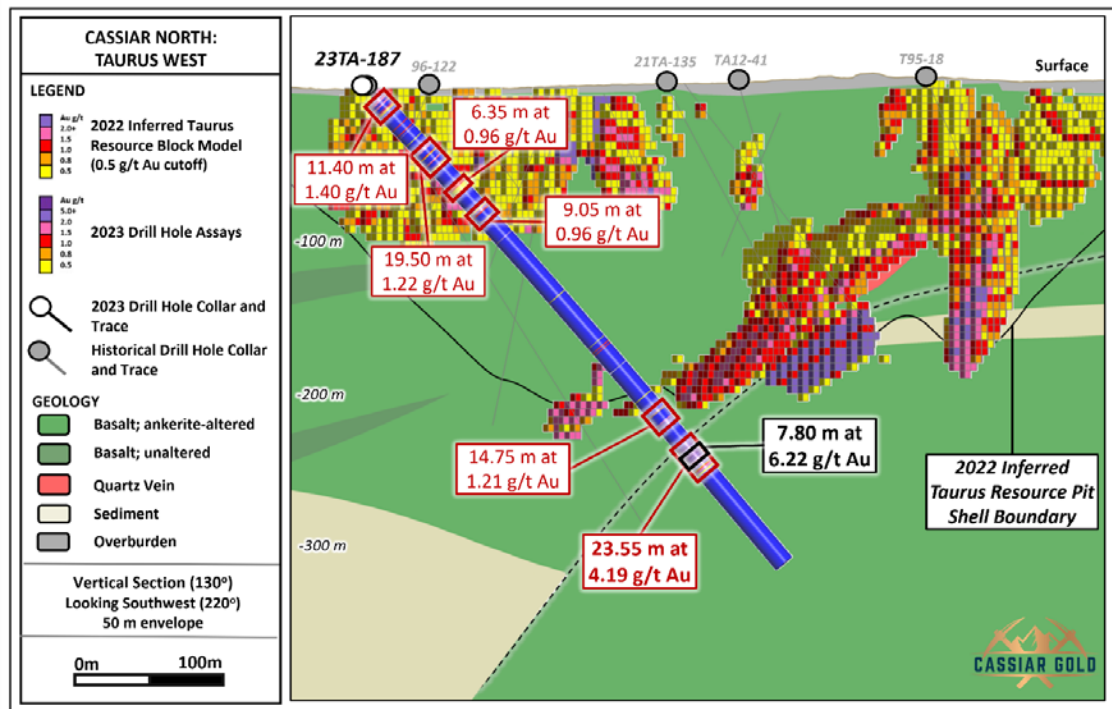 CASSIAR NORTH:
TAURUS WEST
LEGEND
Au g/t
2.0+
1.5
1.0
0.8
0.5
2022 Inferred Taurus
Resource Block Model
(0.5 g/t Au cutoff)
Au g/t
5.0+
2.0
1.5
1.0
0.8
0.5
2023 Drill Hole Assays
2023 Drill Hole Collar and
Trace
Historical Drill Hole Collar
and Trace
GEOLOGY
Basalt; ankerite-altered
Basalt; unaltered
Quartz Vein
Sediment
Overburden
Vertical Section (130°)
Looking Southwest (220°)
50 m envelope
0m 100m
23TA-187
96-122
21TA-135
TA12-41
T95-18
Surface
6.35 m at
0.96 g/t Au
11.40 m at
1.40 g/t Au
9.05 m at
0.96 g/t Au
-100 m
19.50 m at
1.22 g/t Au
-200 m
7.80 m at
6.22 g/t Au
14.75 m at
1.21 g/t Au
2022 Inferred
Taurus Resource Pit
Shell Boundary
-300 m
23.55 m at
4.19 g/t Au
CASSIAR GOLD